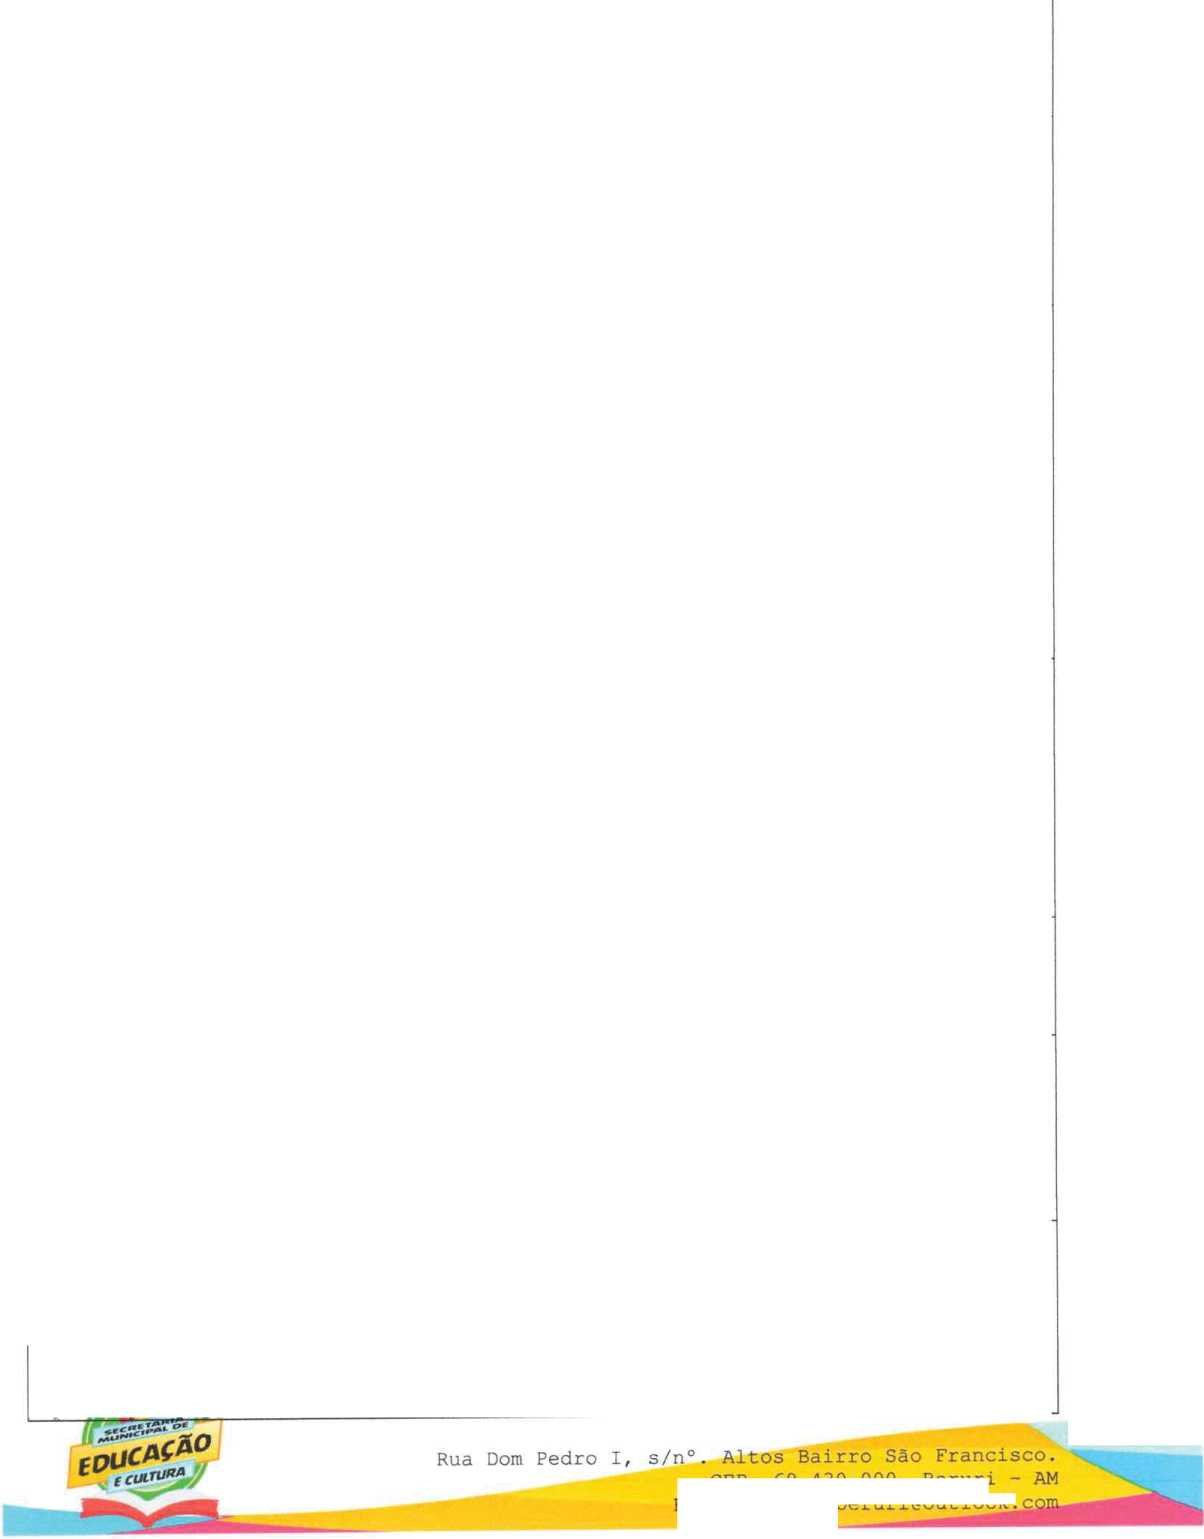 SECRETARIA
MUNICIPAL DE
EDUCAÇÃO
E CULTURA
Rua Dom Pedro I, s/nº. Altos Bairro São Francisco.
- AM
.com